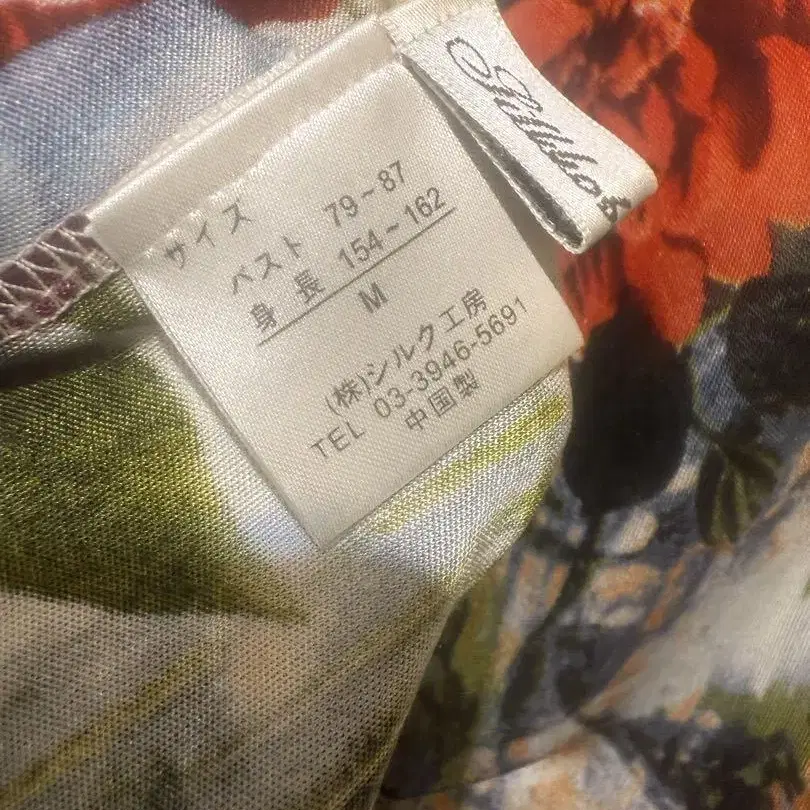 サイズ
バスト 79~87
身長 154~162
M
(株)シルク工房
TEL 03-3946-5691
中国製